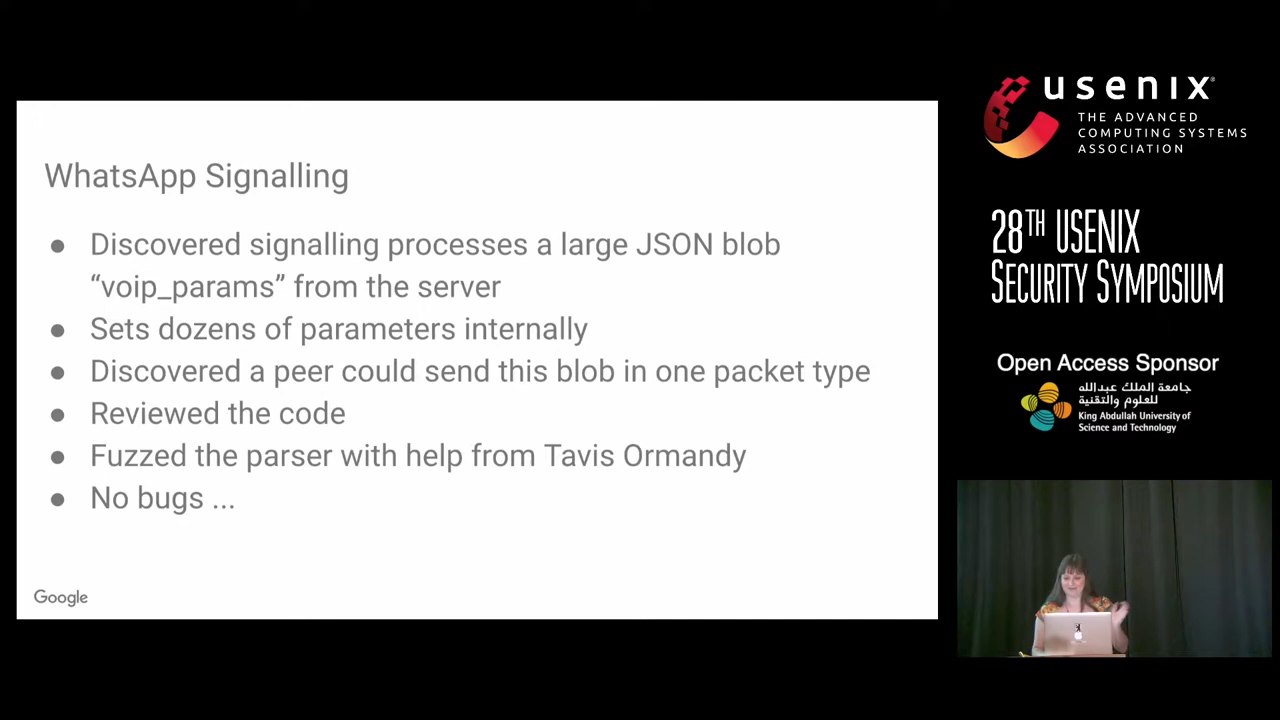 WhatsApp Signalling
● Discovered signalling processes a large JSON blob
“voip_params” from the server
● Sets dozens of parameters internally
● Discovered a peer could send this blob in one packet type
● Reviewed the code
● Fuzzed the parser with help from Tavis Ormandy
● No bugs ...
Google
usenix
THE ADVANCED
COMPUTING SYSTEMS
ASSOCIATION
28TH USENIX
SECURITY SYMPOSIUM
Open Access Sponsor
جامعة الملك عبدالله
للعلوم والتقنية
King Abdullah University of
Science and Technology